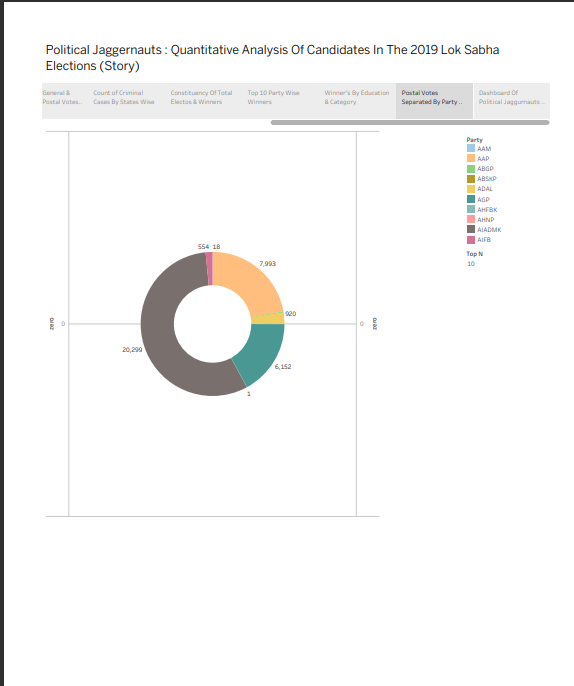 Political Jaggernauts : Quantitative Analysis Of Candidates In The 2019 Lok Sabha
Elections (Story)
General &
Postal Votes..
Count of Criminal
Cases By States Wise
Constituency Of Total
Electos & Winners
Top 10 Party Wise
Winners
Winner's By Education
& Category
Postal Votes
Separated By Party ..
Dashboard Of
Political Jaggurnauts ..
Party
AAM
AAP
ABGP
ABSKP
ADAL
AGP
AHFBK
AHNP
AIADMK
AIFB
Top N
10
554 18
7,993
920
zero
0
0
zero
20,299
6,152
1